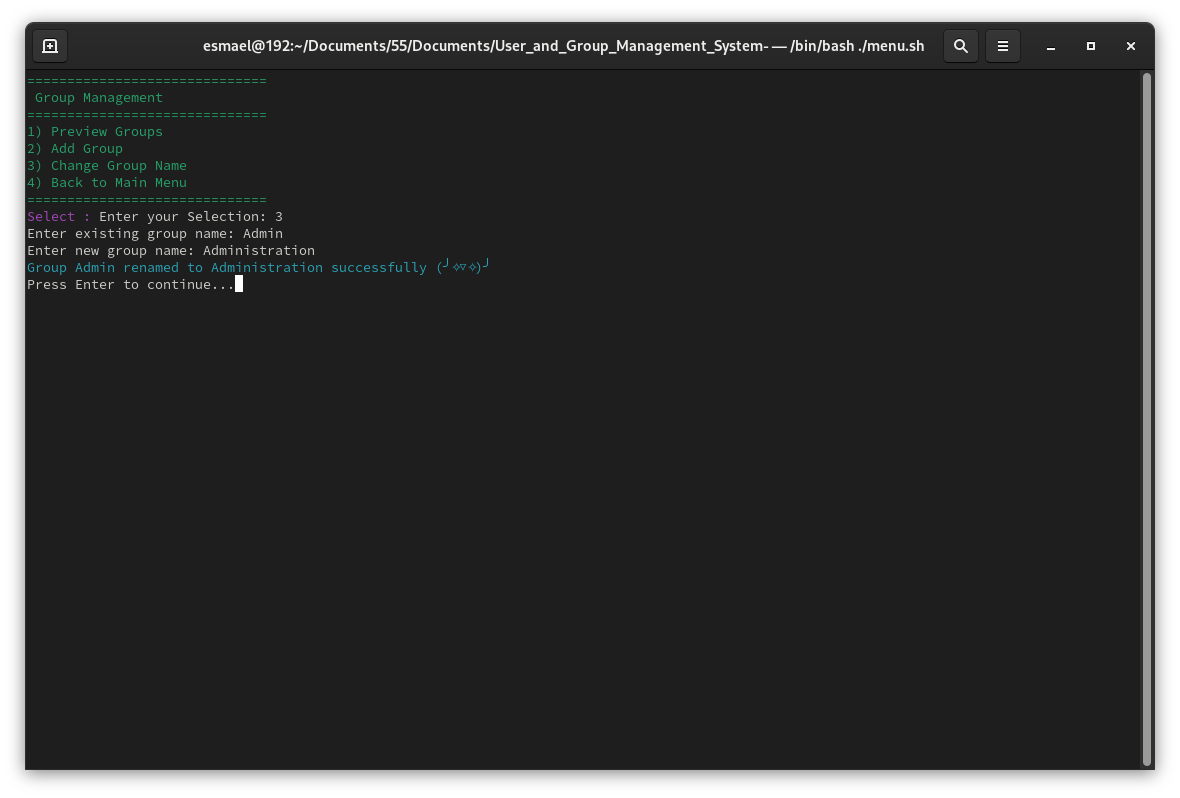 esmael@192:~/Documents/55/Documents/User_and_Group_Management_System- — /bin/bash ./menu.sh
==============================
Group Management
==============================
1) Preview Groups
2) Add Group
3) Change Group Name
4) Back to Main Menu
==============================
Select : Enter your Selection: 3
Enter existing group name: Admin
Enter new group name: Administration
Group Admin renamed to Administration successfully (╯✧▽✧)╯
Press Enter to continue...